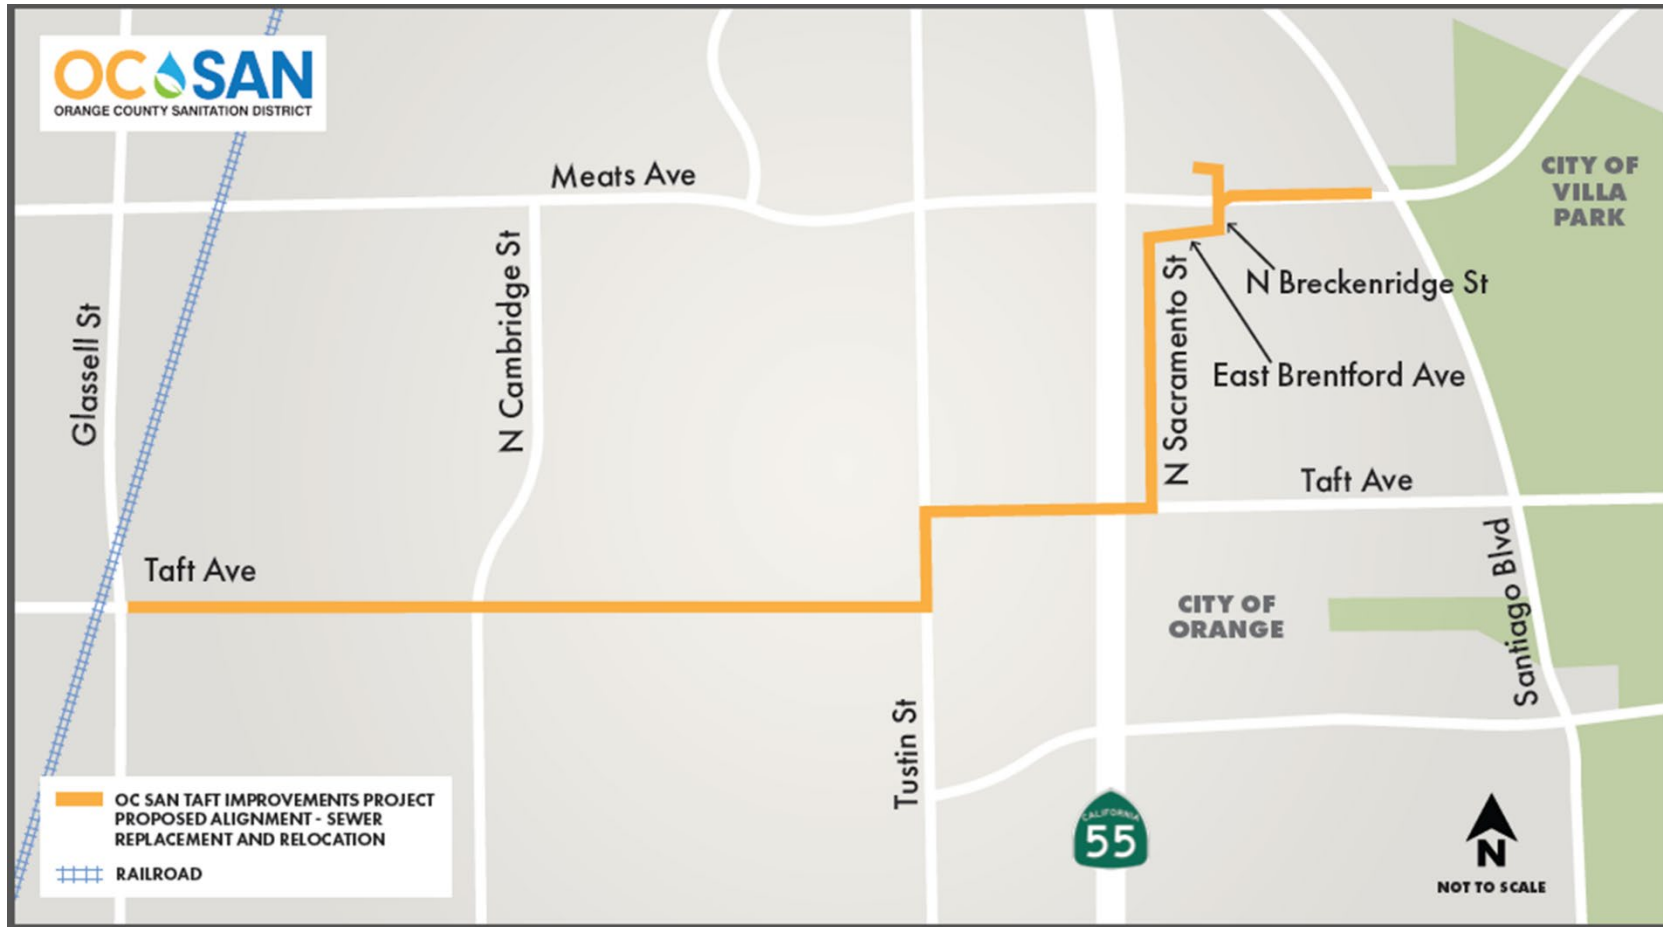 OC SAN
ORANGE COUNTY SANITATION DISTRICT
Meats Ave
CITY OF
VILLA
PARK
N Cambridge St
Glassell St
N Sacramento St
N Breckenridge St
East Brentford Ave
Taft Ave
Taft Ave
Santiago Blvd
CITY OF
ORANGE
Tustin St
OC SAN TAFT IMPROVEMENTS PROJECT
PROPOSED ALIGNMENT - SEWER
REPLACEMENT AND RELOCATION
RAILROAD
CALIFORNIA
55
N
NOT TO SCALE